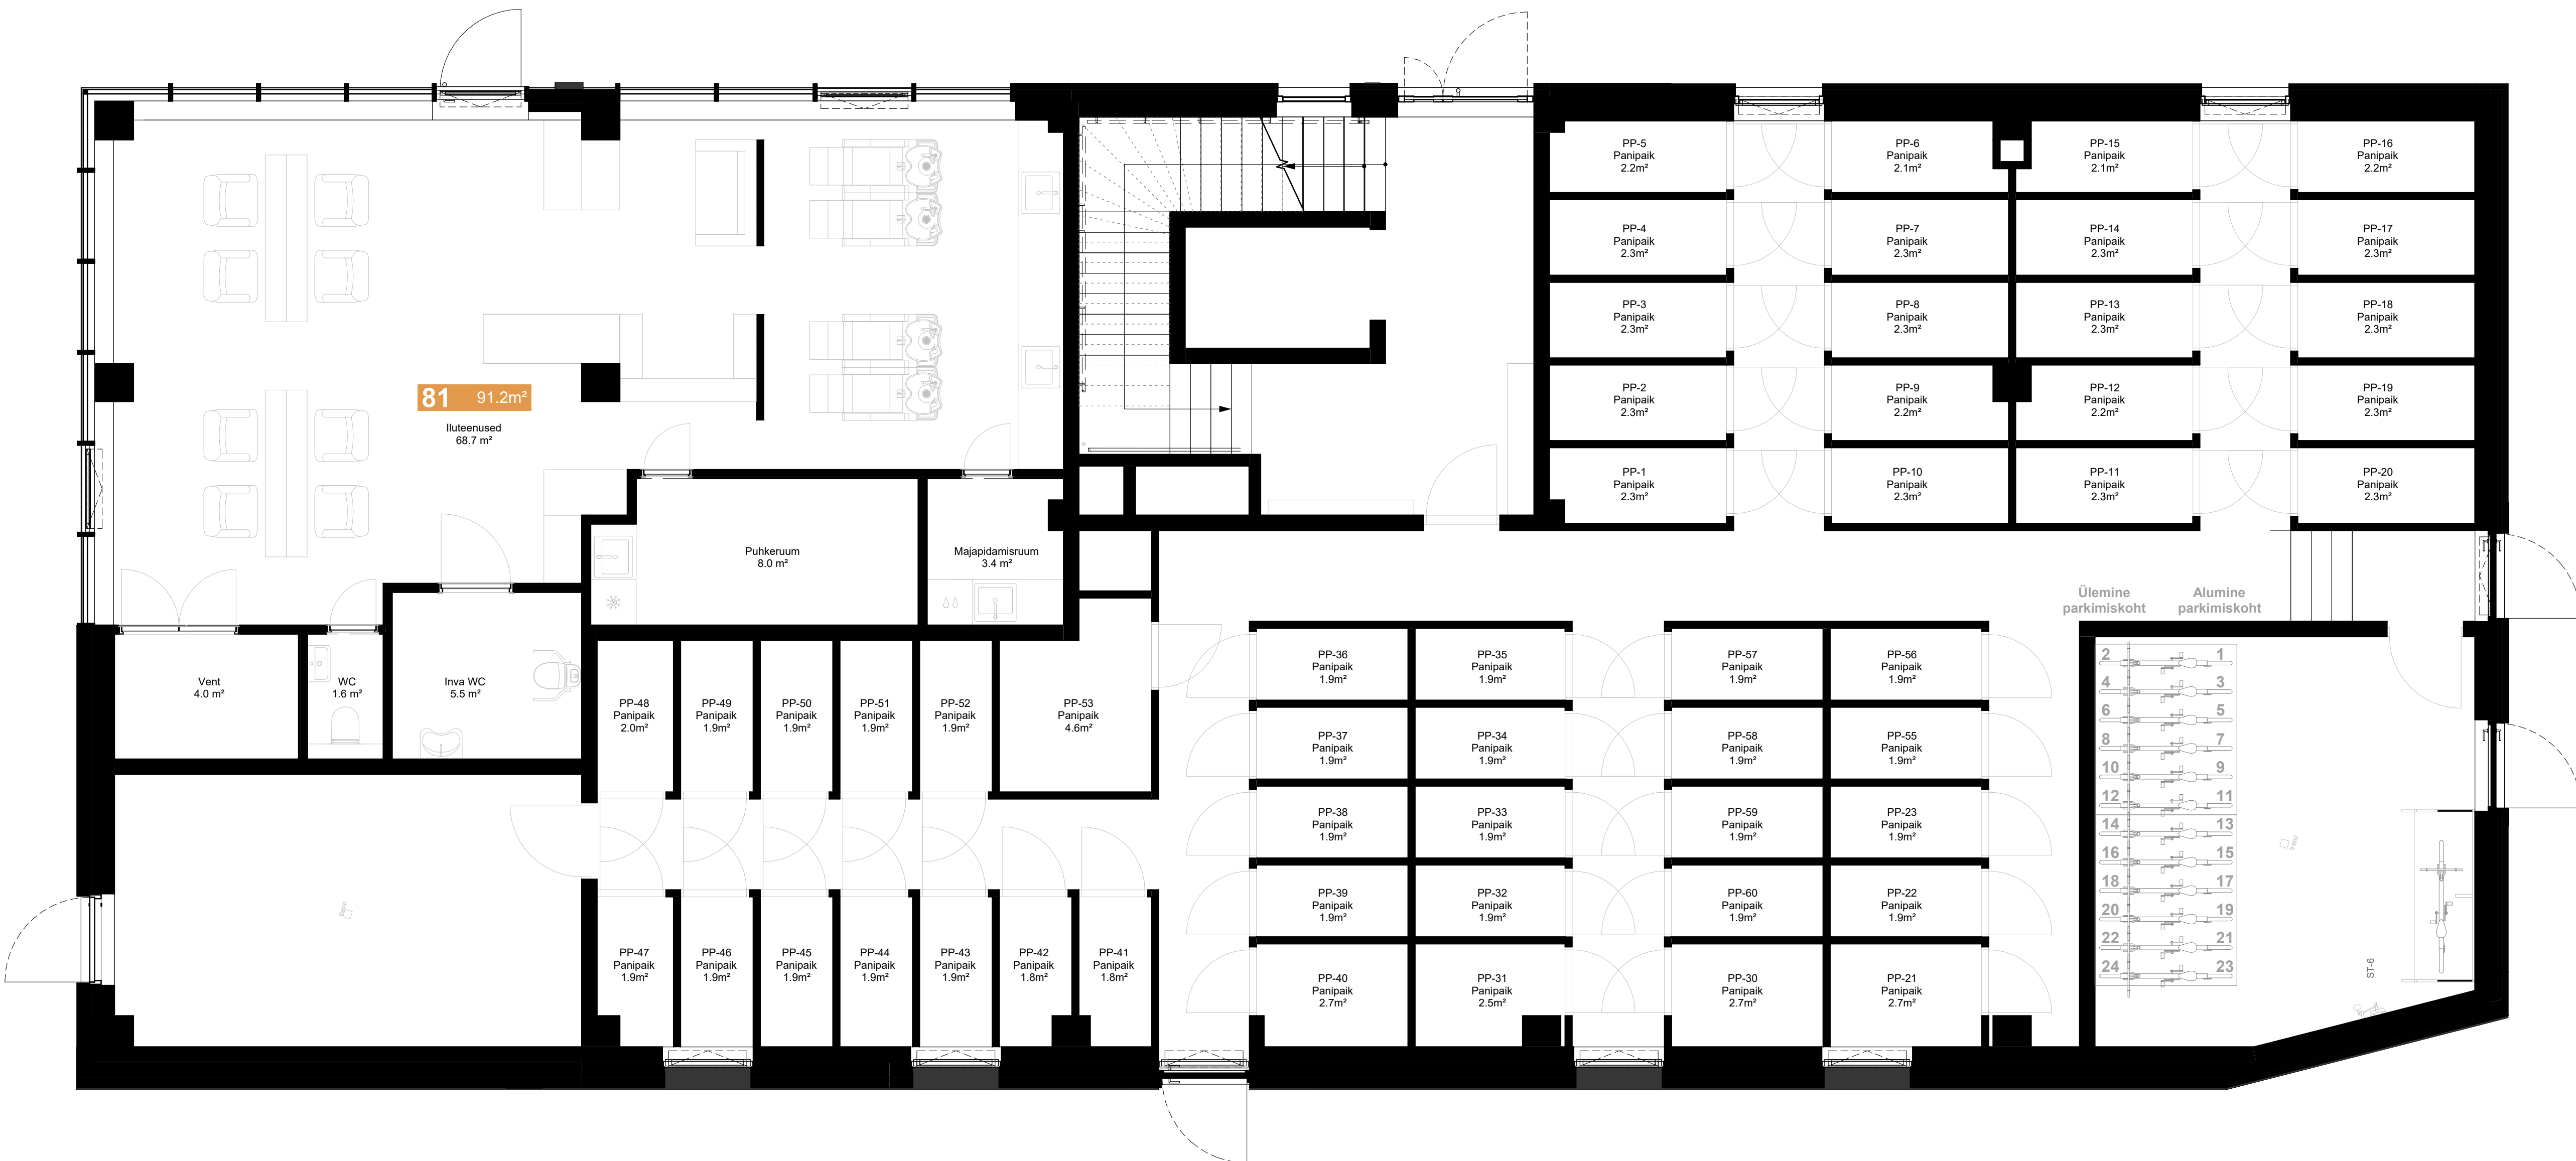 PP-5
Panipaik
2.2m²
PP-6
Panipaik
2.1m²
PP-15
Panipaik
2.1m²
PP-16
Panipaik
2.2m²
PP-4
Panipaik
2.3m²
PP-7
Panipaik
2.3m²
PP-14
Panipaik
2.3m²
PP-17
Panipaik
2.3m²
PP-3
Panipaik
2.3m²
PP-8
Panipaik
2.3m²
PP-13
Panipaik
2.3m²
PP-18
Panipaik
2.3m²
PP-2
Panipaik
2.3m²
PP-9
Panipaik
2.2m²
PP-12
Panipaik
2.2m²
PP-19
Panipaik
2.3m²
PP-1
Panipaik
2.3m²
PP-10
Panipaik
2.3m²
PP-11
Panipaik
2.3m²
PP-20
Panipaik
2.3m²
81 91.2m²
Iluteenused
68.7 m²
Puhkeruum
8.0 m²
Majapidamisruum
3.4 m²
Vent
4.0 m²
WC
1.6 m²
Inva WC
5.5 m²
PP-48
Panipaik
2.0m²
PP-49
Panipaik
1.9m²
PP-50
Panipaik
1.9m²
PP-51
Panipaik
1.9m²
PP-52
Panipaik
1.9m²
PP-53
Panipaik
4.6m²
PP-47
Panipaik
1.9m²
PP-46
Panipaik
1.9m²
PP-45
Panipaik
1.9m²
PP-44
Panipaik
1.9m²
PP-43
Panipaik
1.9m²
PP-42
Panipaik
1.8m²
PP-41
Panipaik
1.8m²
PP-36
Panipaik
1.9m²
PP-35
Panipaik
1.9m²
PP-57
Panipaik
1.9m²
PP-56
Panipaik
1.9m²
PP-37
Panipaik
1.9m²
PP-34
Panipaik
1.9m²
PP-58
Panipaik
1.9m²
PP-55
Panipaik
1.9m²
PP-38
Panipaik
1.9m²
PP-33
Panipaik
1.9m²
PP-59
Panipaik
1.9m²
PP-23
Panipaik
1.9m²
PP-39
Panipaik
1.9m²
PP-32
Panipaik
1.9m²
PP-60
Panipaik
1.9m²
PP-22
Panipaik
1.9m²
PP-40
Panipaik
2.7m²
PP-31
Panipaik
2.5m²
PP-30
Panipaik
2.7m²
PP-21
Panipaik
2.7m²
Ülemine
parkimiskoht
Alumine
parkimiskoht
2 1
4 3
6 5
8 7
10 9
12 11
14 13
16 15
18 17
20 19
22 21
24 23
ST-6